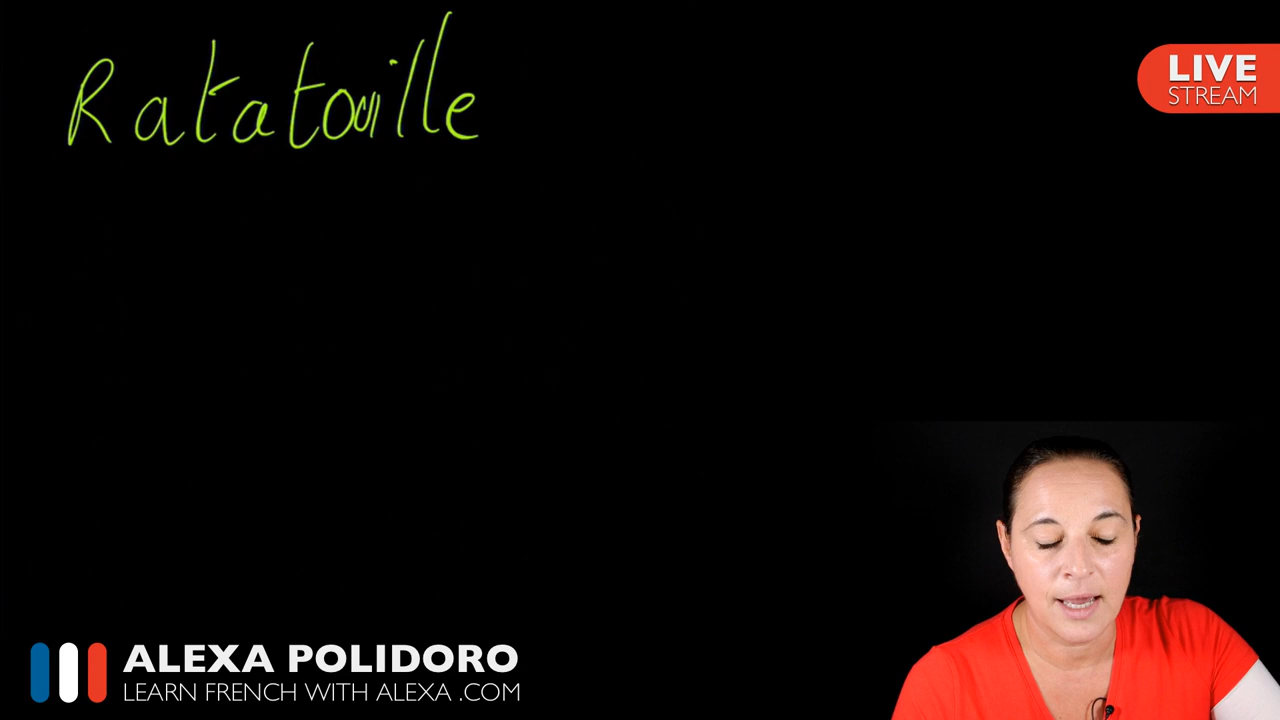 Ratatouille
LIVE
STREAM
ALEXA POLIDORO
LEARN FRENCH WITH ALEXA .COM